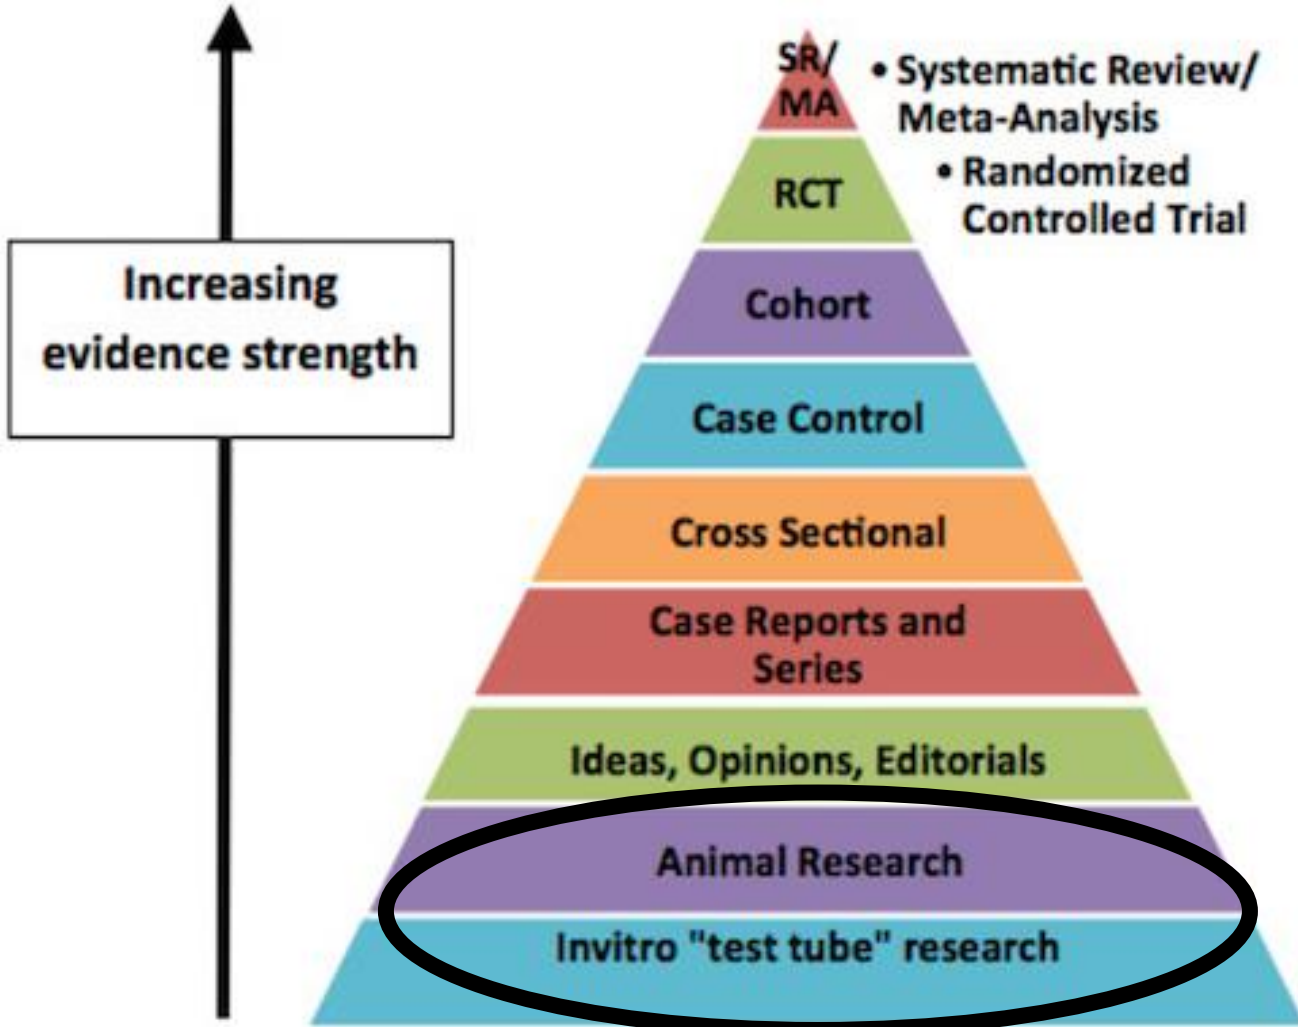 Increasing
evidence strength
SR/
MA
• Systematic Review/
Meta-Analysis
RCT
• Randomized
Controlled Trial
Cohort
Case Control
Cross Sectional
Case Reports and
Series
Ideas, Opinions, Editorials
Animal Research
Invitro "test tube" research